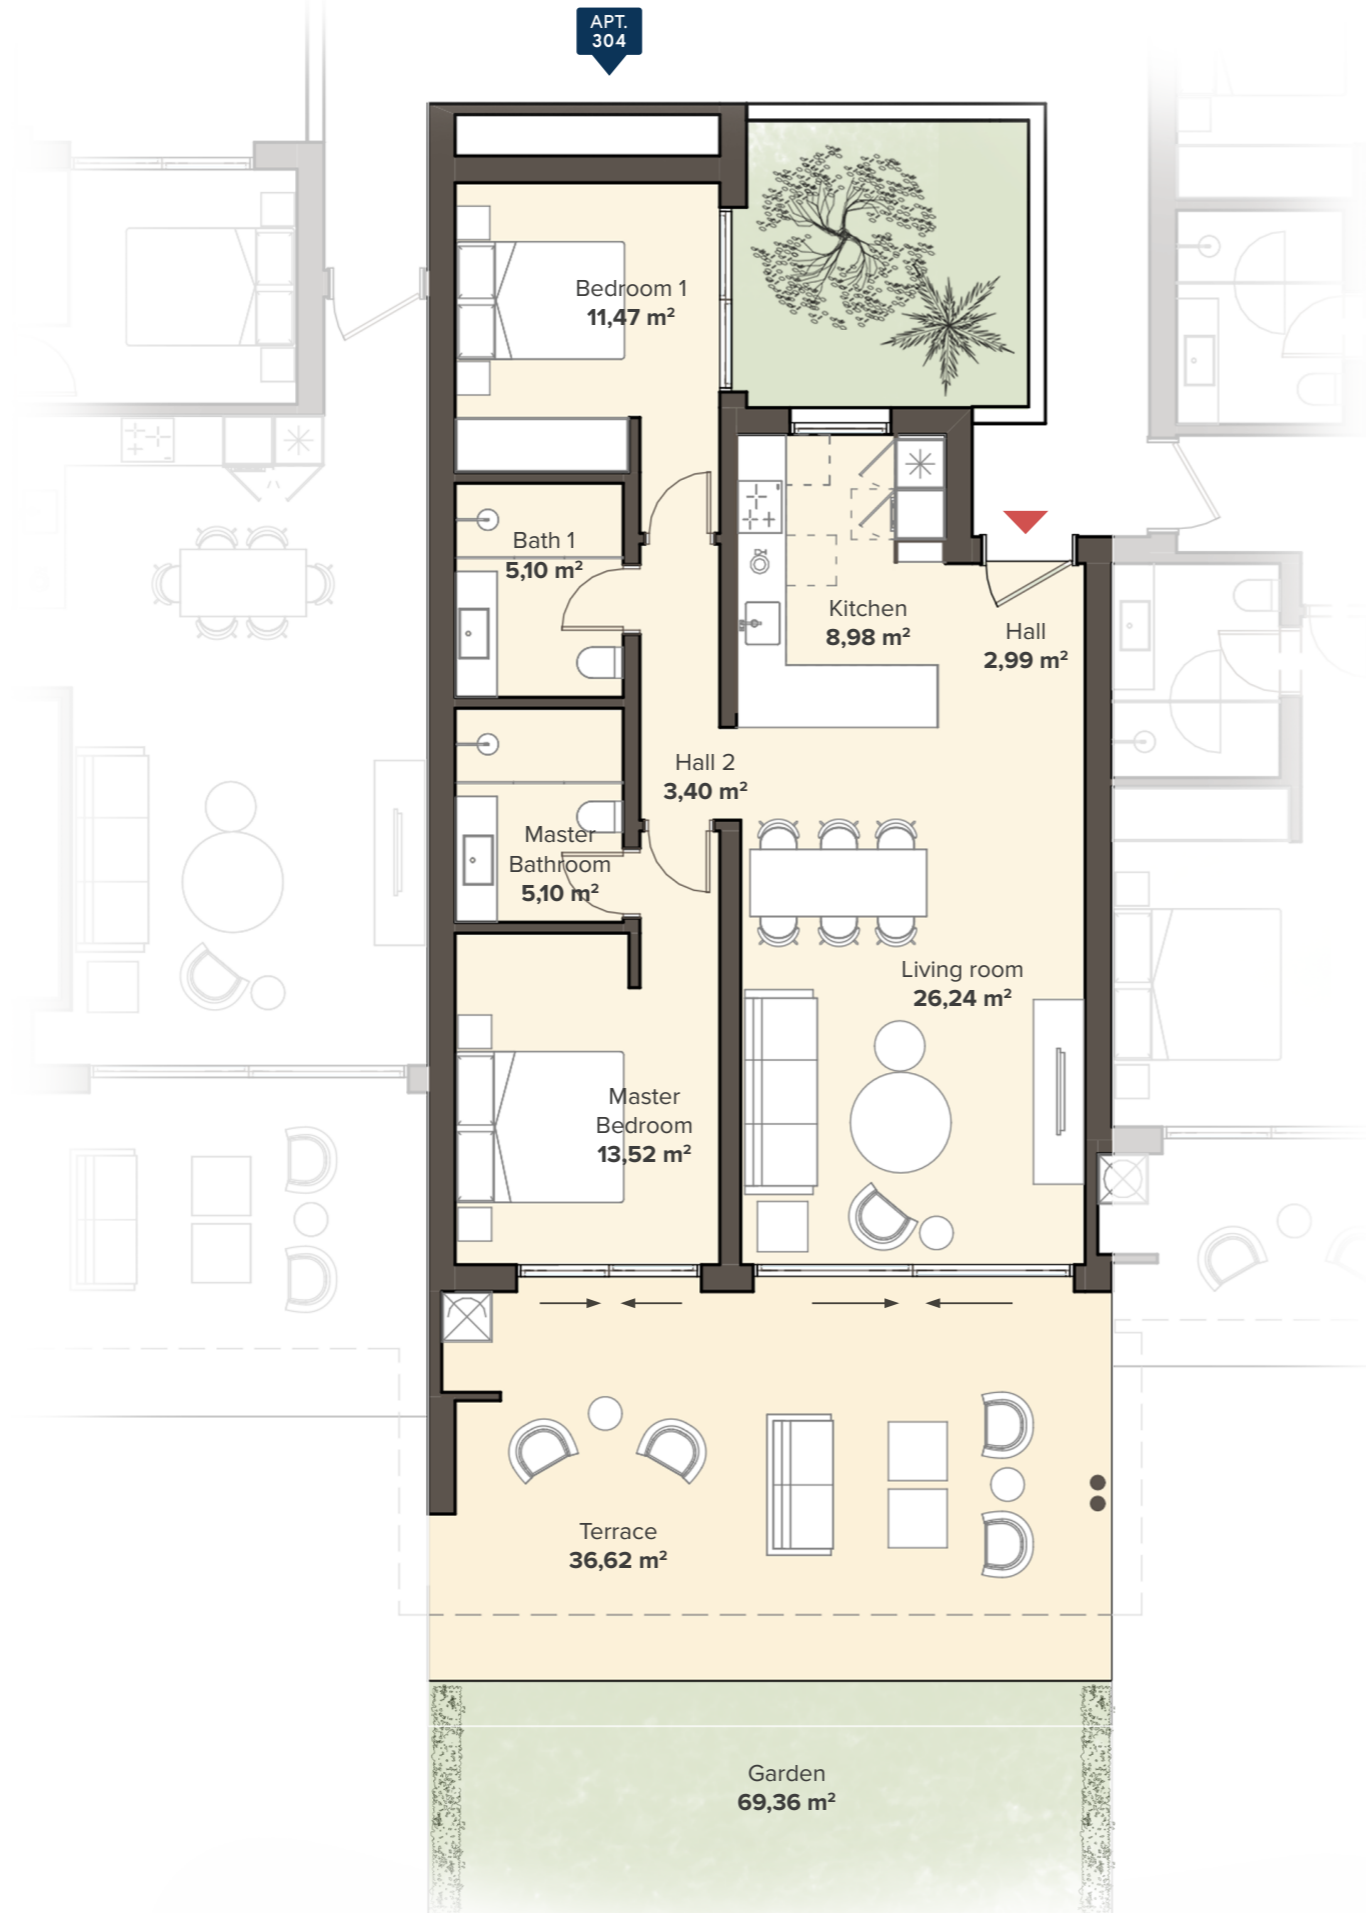 APT.
304
Bedroom 1
11,47 m²
Bath 1
5,10 m²
Kitchen
8,98 m²
Hall
2,99 m²
Hall 2
3,40 m²
Master
Bathroom
5,10 m²
Living room
26,24 m²
Master
Bedroom
13,52 m²
Terrace
36,62 m²
Garden
69,36 m²